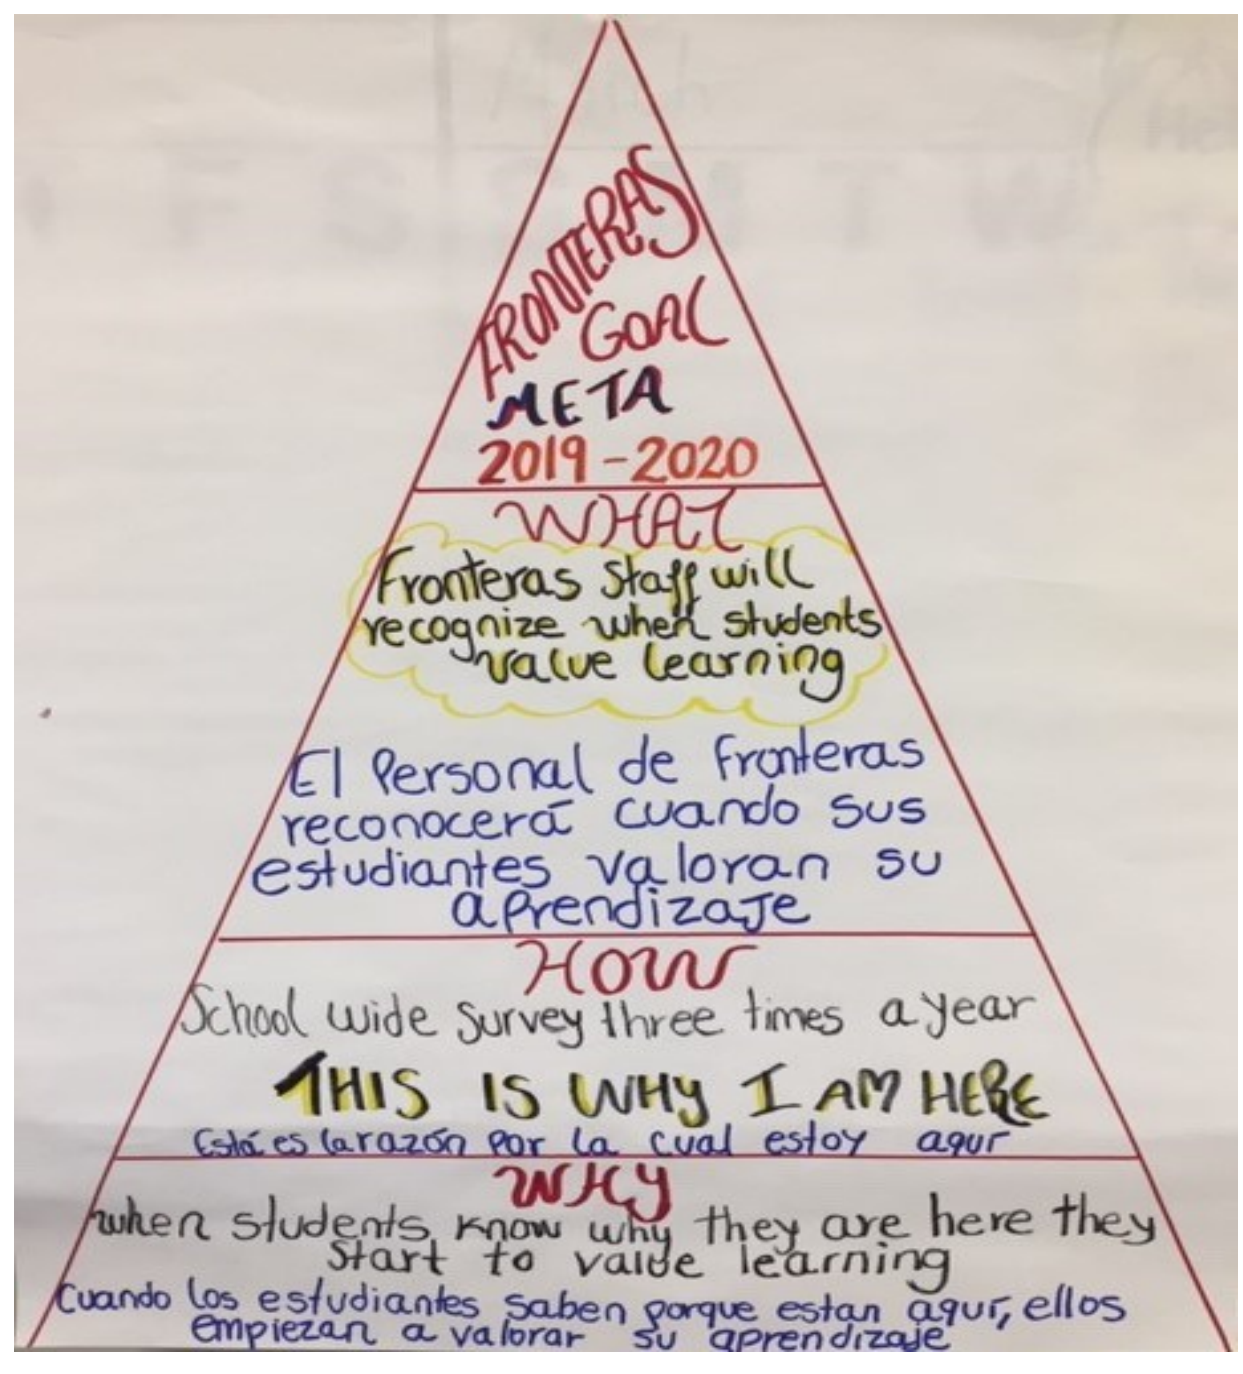 FRONTERAS
GOAL
META
2019-2020
WHAT
Fronteras Staff will
recognize when students
value learning
El Personal de Fronteras
reconocerá cuando sus
estudiantes valoran su
aprendizaje
HOW
School wide survey three times a year
THIS IS WHY I AM HERE
Está es la razón por la cual estoy aquí
WHY
when students know why they are here they
start to value learning
Cuando los estudiantes saben porque estan aquí, ellos
empiezan a valorar su aprendizaje